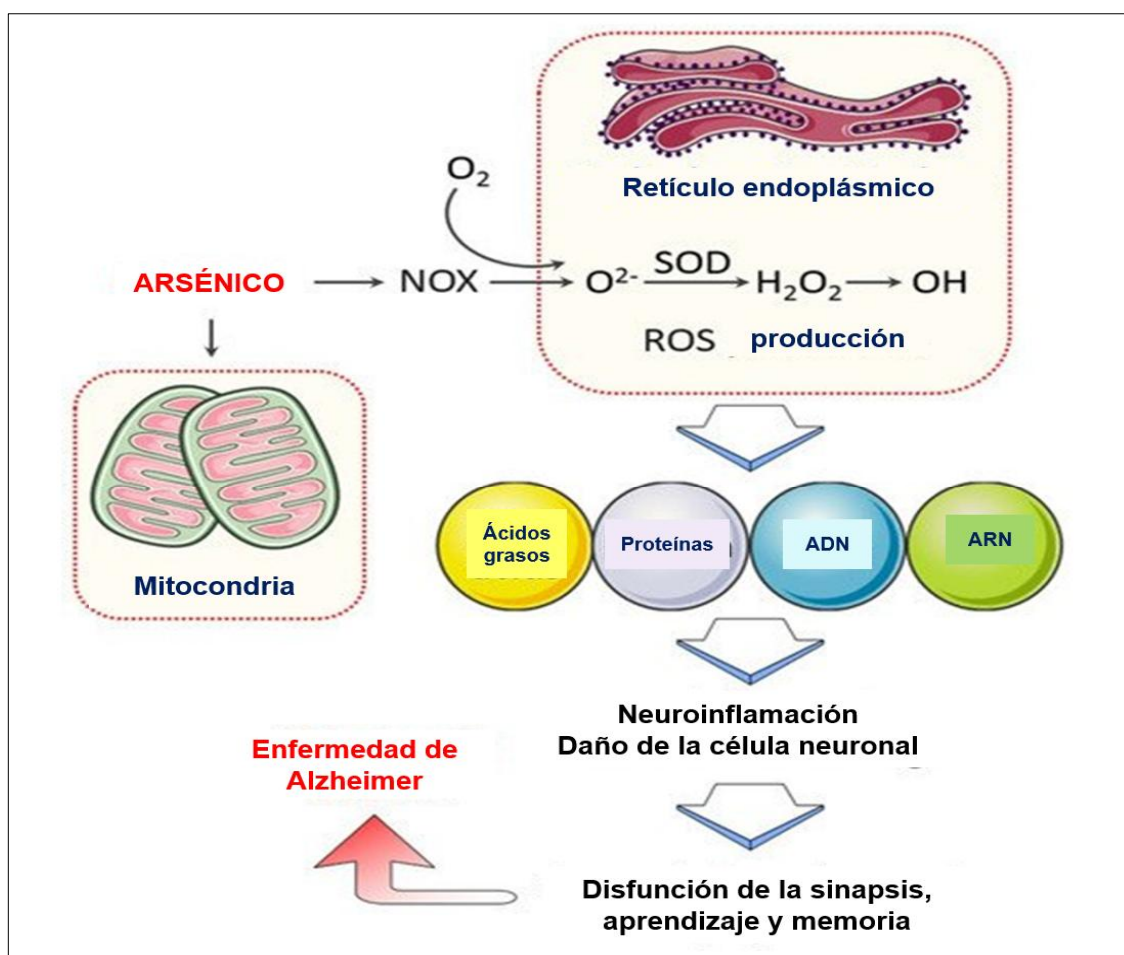 Retículo endoplásmico
O₂
ARSÉNICO
NOX
O²⁻
SOD
H₂O₂
OH
ROS producción
Mitocondria
Ácidos
grasos
Proteínas
ADN
ARN
Neuroinflamación
Daño de la célula neuronal
Enfermedad de
Alzheimer
Disfunción de la sinapsis,
aprendizaje y memoria